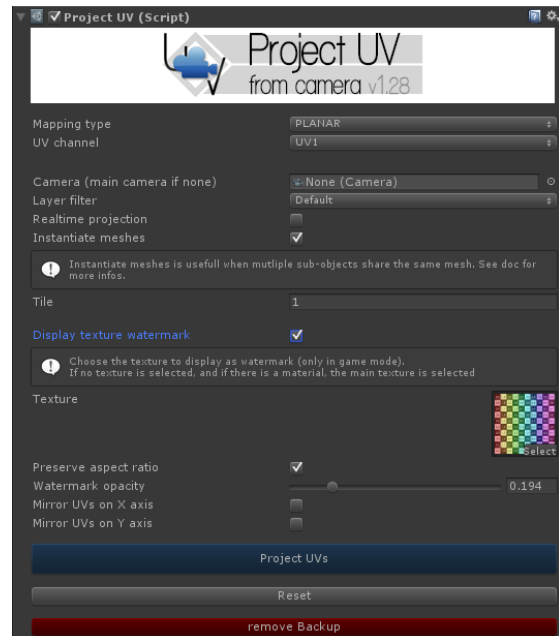 Project UV (Script)
Project UV
from camera v1.28
Mapping type PLANAR
UV channel UV1
Camera (main camera if none) None (Camera)
Layer filter Default
Realtime projection
Instantiate meshes
Instantiate meshes is usefull when mutliple sub-objects share the same mesh. See doc for
more infos.
Tile 1
Display texture watermark
Choose the texture to display as watermark (only in game mode).
If no texture is selected, and if there is a material, the main texture is selected
Texture
Select
Preserve aspect ratio
Watermark opacity 0.194
Mirror UVs on X axis
Mirror UVs on Y axis
Project UVs
Reset
remove Backup